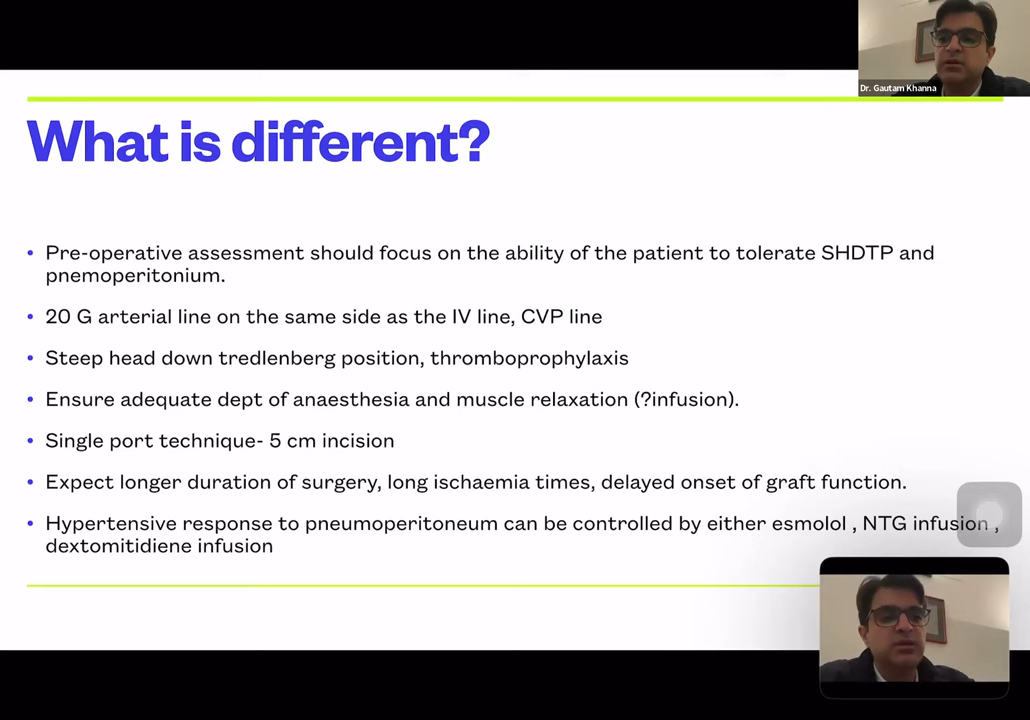 Dr. Gautam Khanna
What is different?
• Pre-operative assessment should focus on the ability of the patient to tolerate SHDTP and
pnemoperitonium.
• 20 G arterial line on the same side as the IV line, CVP line
• Steep head down tredlenberg position, thromboprophylaxis
• Ensure adequate dept of anaesthesia and muscle relaxation (?infusion).
• Single port technique- 5 cm incision
• Expect longer duration of surgery, long ischaemia times, delayed onset of graft function.
• Hypertensive response to pneumoperitoneum can be controlled by either esmolol , NTG infusion ,
dextomitidiene infusion